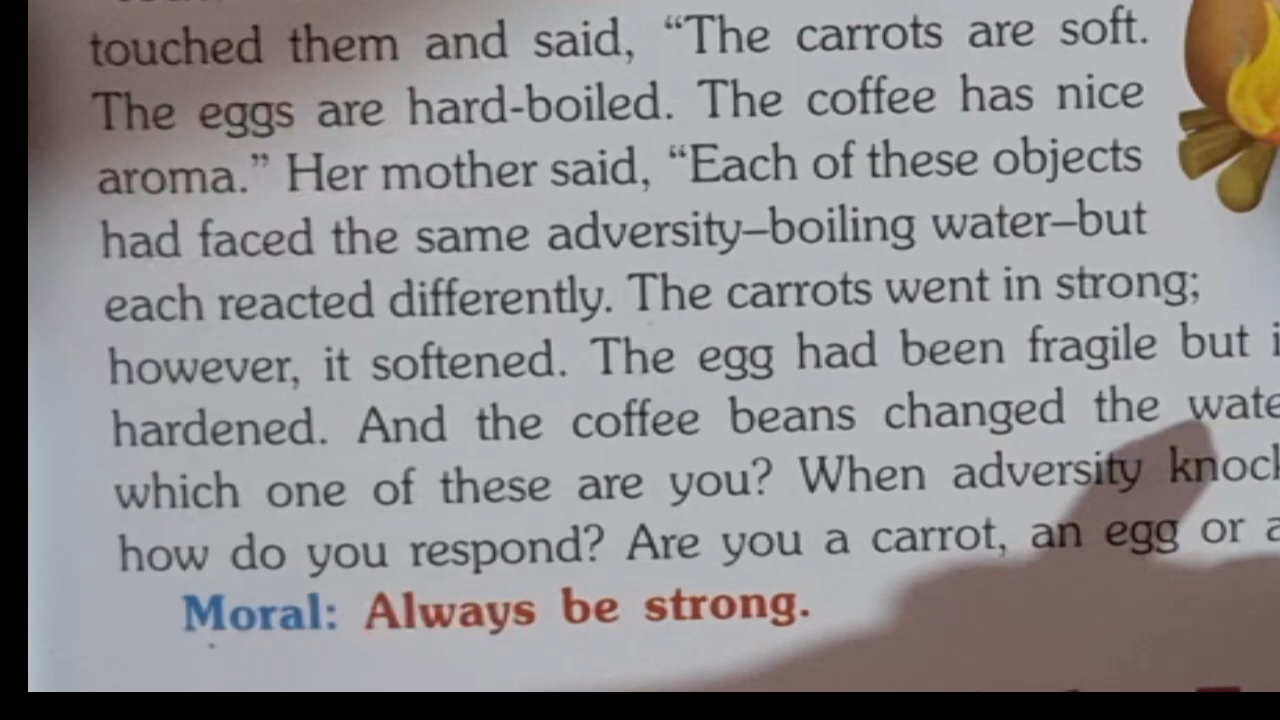 touched them and said, “The carrots are soft.
The eggs are hard-boiled. The coffee has nice
aroma.” Her mother said, “Each of these objects
had faced the same adversity–boiling water–but
each reacted differently. The carrots went in strong;
however, it softened. The egg had been fragile but
hardened. And the coffee beans changed the
which one of these are you? When adversity
how do you respond? Are you a carrot, an egg or
Moral: Always be strong.